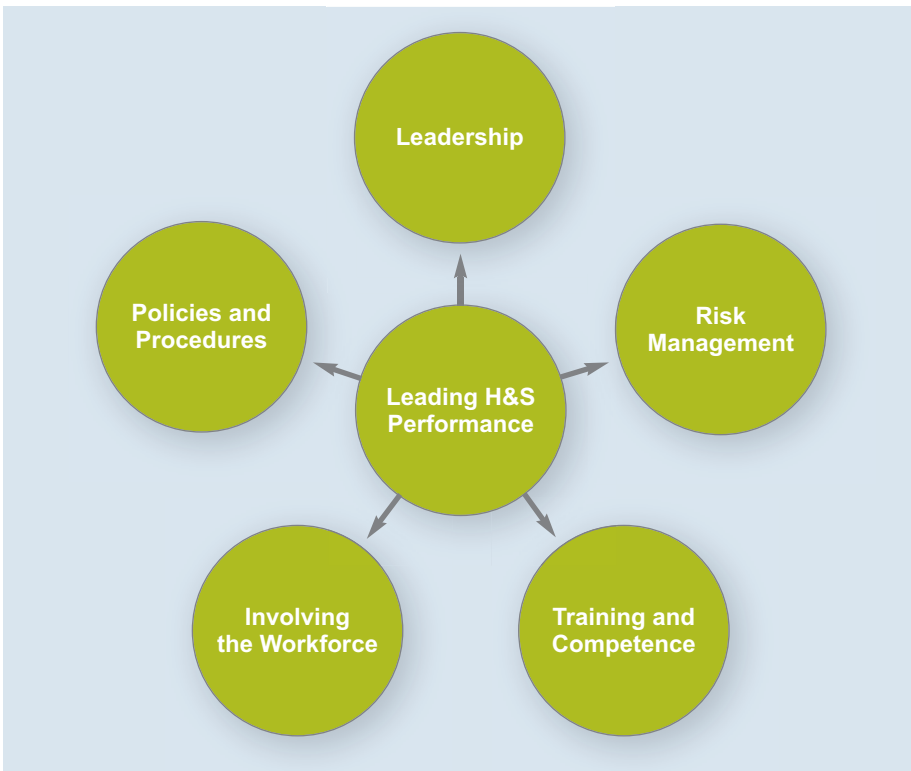 Leadership
Policies and
Procedures
Risk
Management
Leading H&S
Performance
Involving
the Workforce
Training and
Competence